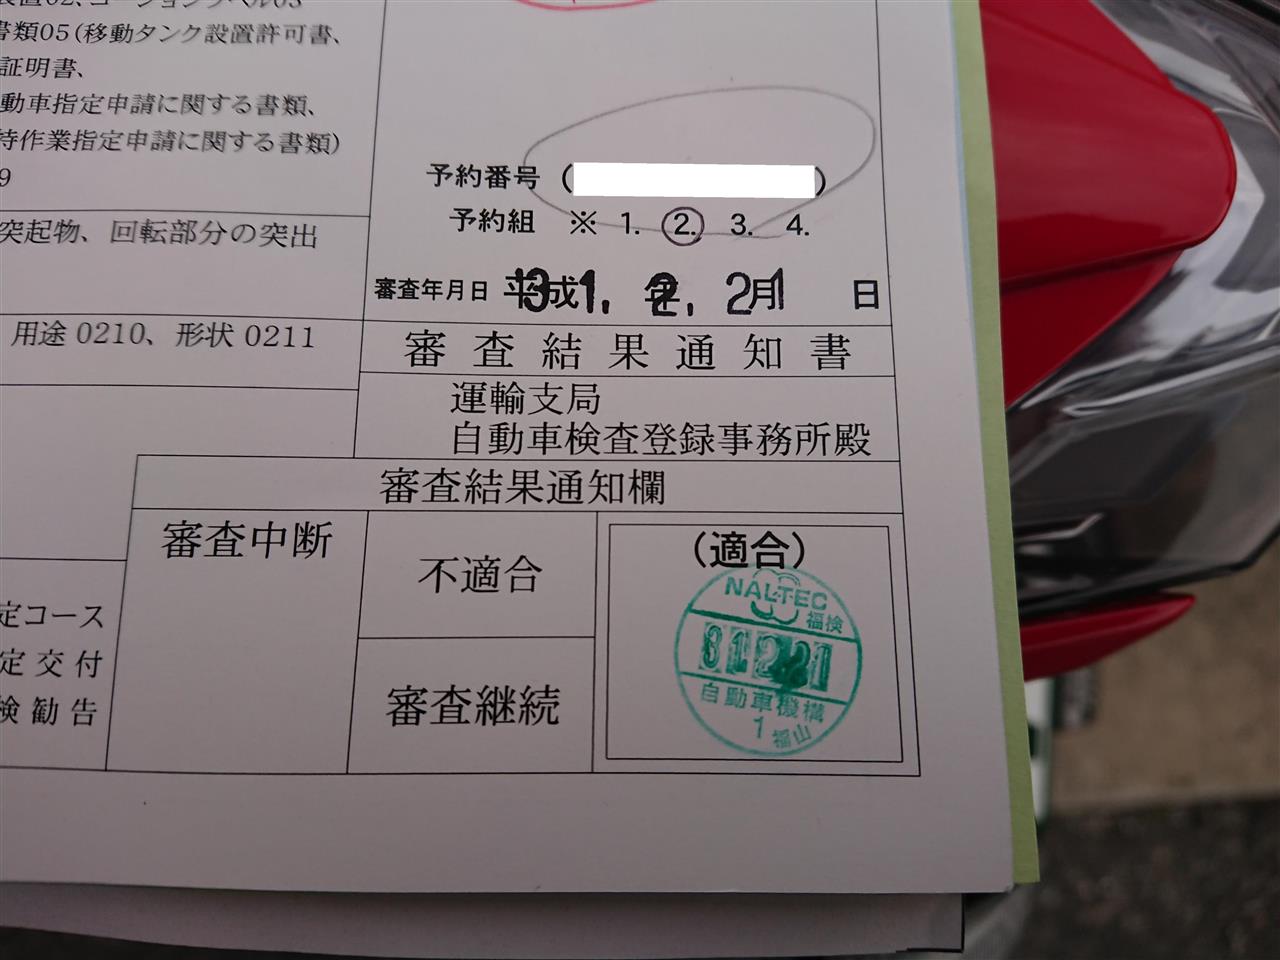 装置02、コーションラベル03
書類05(移動タンク設置許可書、
証明書、
動車指定申請に関する書類、
待作業指定申請に関する書類)
9
突起物、回転部分の突出
用途 0210、形状 0211
予約番号 ( )
予約組 ※ 1. 2. 3. 4.
審査年月日 平成 年 月 日
31. 2. 21
審査結果通知書
運輸支局
自動車検査登録事務所殿
審査結果通知欄
審査中断
不適合
審査継続
(適合)
NALTEC
福検
31 2 21
自動車機構
1 福山
定コース
定交付
検勧告